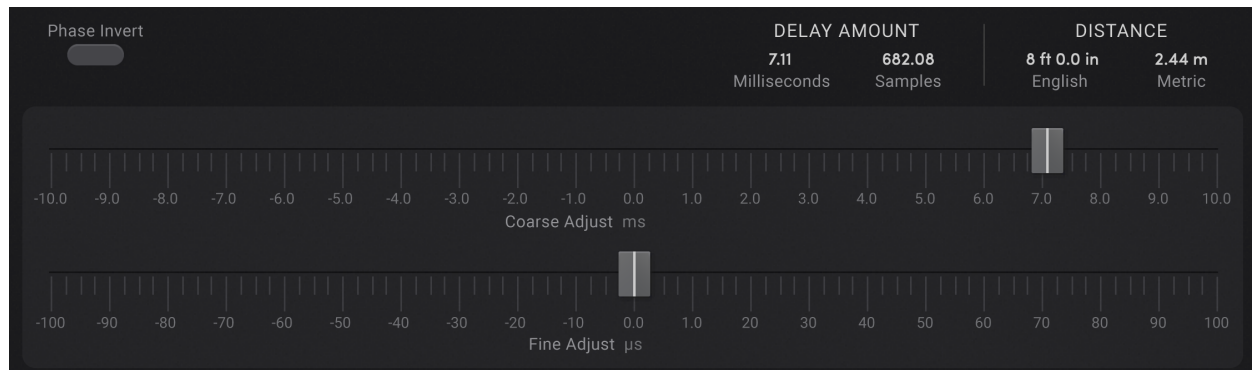 Phase Invert
DELAY AMOUNT
DISTANCE
7.11
682.08
8 ft 0.0 in
2.44 m
Milliseconds
Samples
English
Metric
-10.0 -9.0 -8.0 -7.0 -6.0 -5.0 -4.0 -3.0 -2.0 -1.0 0.0 1.0 2.0 3.0 4.0 5.0 6.0 7.0 8.0 9.0 10.0
Coarse Adjust ms
-100 -90 -80 -70 -60 -50 -40 -30 -20 -10 0.0 1.0 20 30 40 50 60 70 80 90 100
Fine Adjust μs